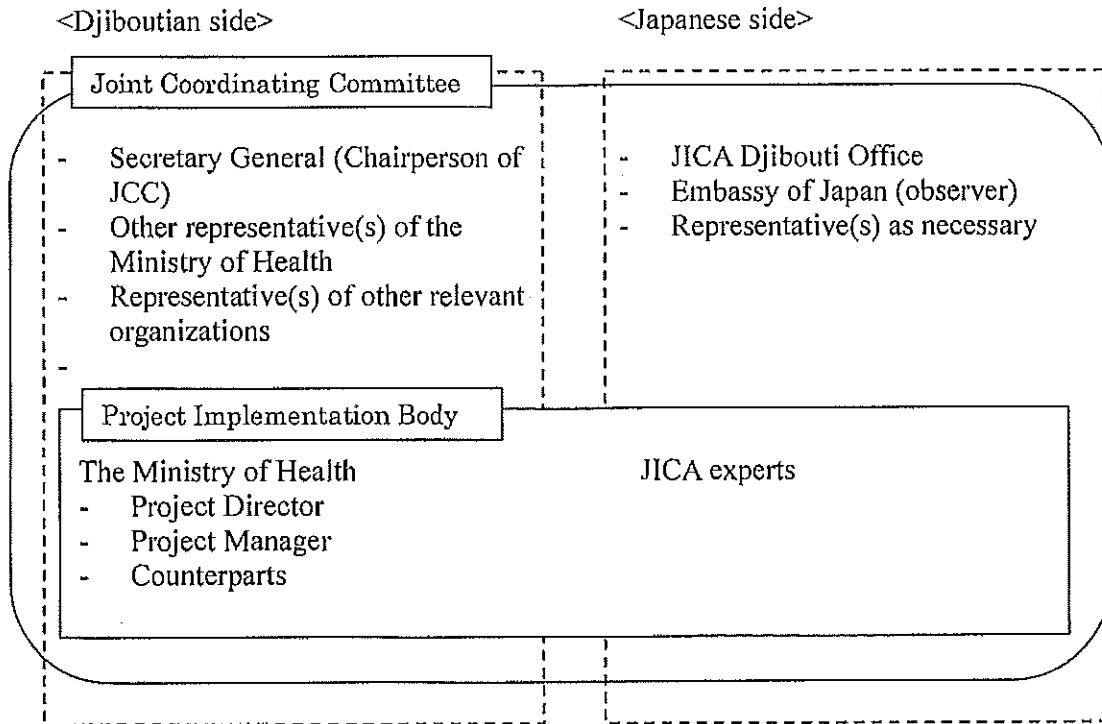 <Djiboutian side>
<Japanese side>
Joint Coordinating Committee
- Secretary General (Chairperson of
JCC)
- Other representative(s) of the
Ministry of Health
- Representative(s) of other relevant
organizations
-
- JICA Djibouti Office
- Embassy of Japan (observer)
- Representative(s) as necessary
Project Implementation Body
The Ministry of Health
- Project Director
- Project Manager
- Counterparts
JICA experts